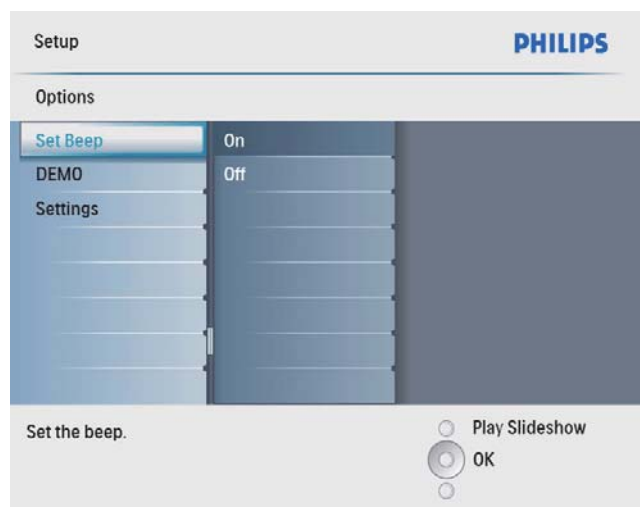 Setup
PHILIPS
Options
Set Beep
On
DEMO
Off
Settings
Set the beep.
Play Slideshow
OK